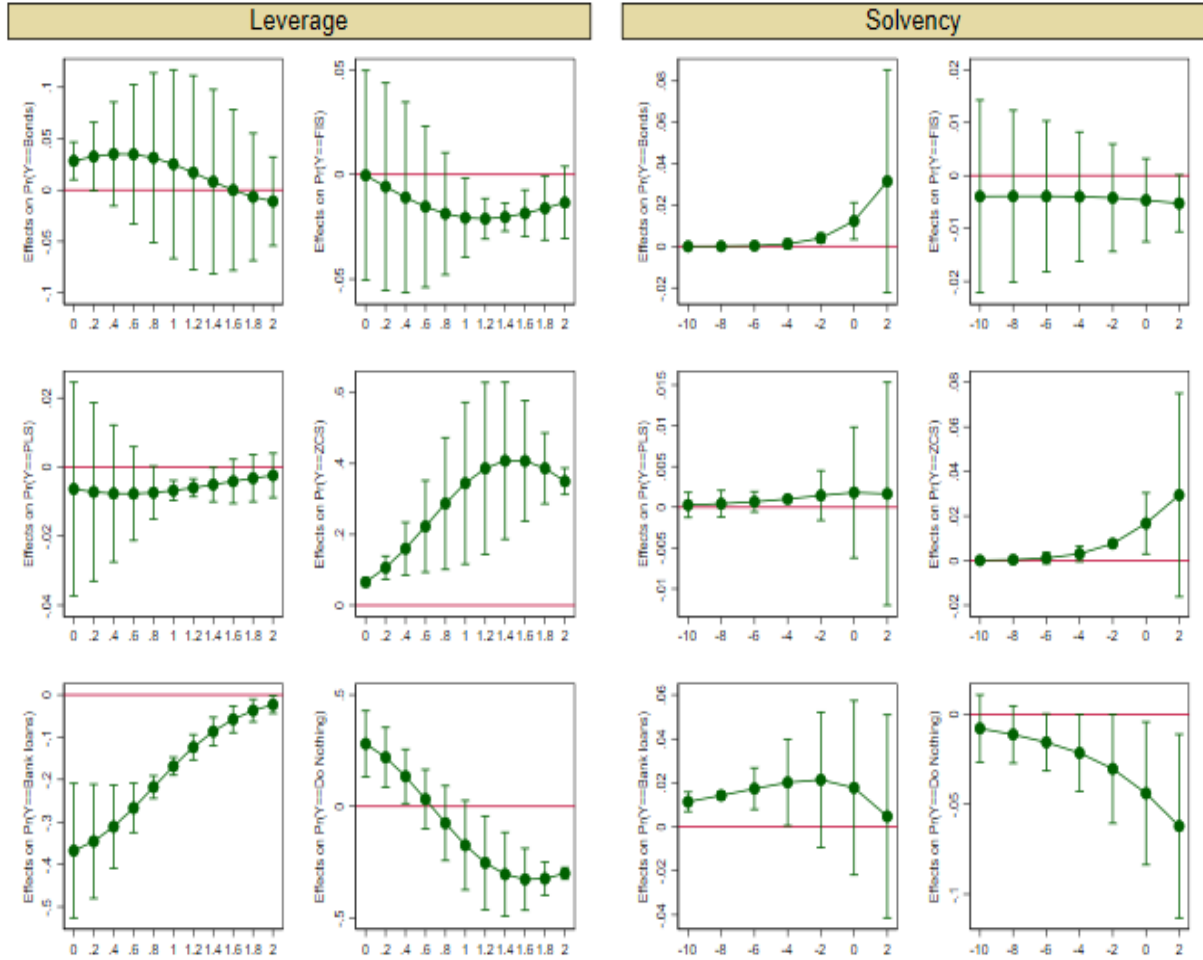 Leverage
Solvency
Effects on Pr(Y==Bonds)
.1
.05
0
-.05
-.1
0 .2 .4 .6 .8 1 1.2 1.4 1.6 1.8 2
Effects on Pr(Y==FIS)
.05
0
-.05
0 .2 .4 .6 .8 1 1.2 1.4 1.6 1.8 2
Effects on Pr(Y==Bonds)
.08
.06
.04
.02
0
-.02
-10 -8 -6 -4 -2 0 2
Effects on Pr(Y==FIS)
.02
.01
0
-.01
-.02
-10 -8 -6 -4 -2 0 2
Effects on Pr(Y==PLS)
.02
0
-.02
-.04
0 .2 .4 .6 .8 1 1.2 1.4 1.6 1.8 2
Effects on Pr(Y==ZCS)
.6
.4
.2
0
0 .2 .4 .6 .8 1 1.2 1.4 1.6 1.8 2
Effects on Pr(Y==PLS)
.015
.01
.005
0
-.005
-.01
-10 -8 -6 -4 -2 0 2
Effects on Pr(Y==ZCS)
.08
.06
.04
.02
0
-.02
-10 -8 -6 -4 -2 0 2
Effects on Pr(Y==Bank loans)
0
-.1
-.2
-.3
-.4
-.5
0 .2 .4 .6 .8 1 1.2 1.4 1.6 1.8 2
Effects on Pr(Y==Do Nothing)
.5
0
-.5
0 .2 .4 .6 .8 1 1.2 1.4 1.6 1.8 2
Effects on Pr(Y==Bank loans)
.06
.04
.02
0
-.02
-.04
-10 -8 -6 -4 -2 0 2
Effects on Pr(Y==Do Nothing)
0
-.05
-.1
-10 -8 -6 -4 -2 0 2